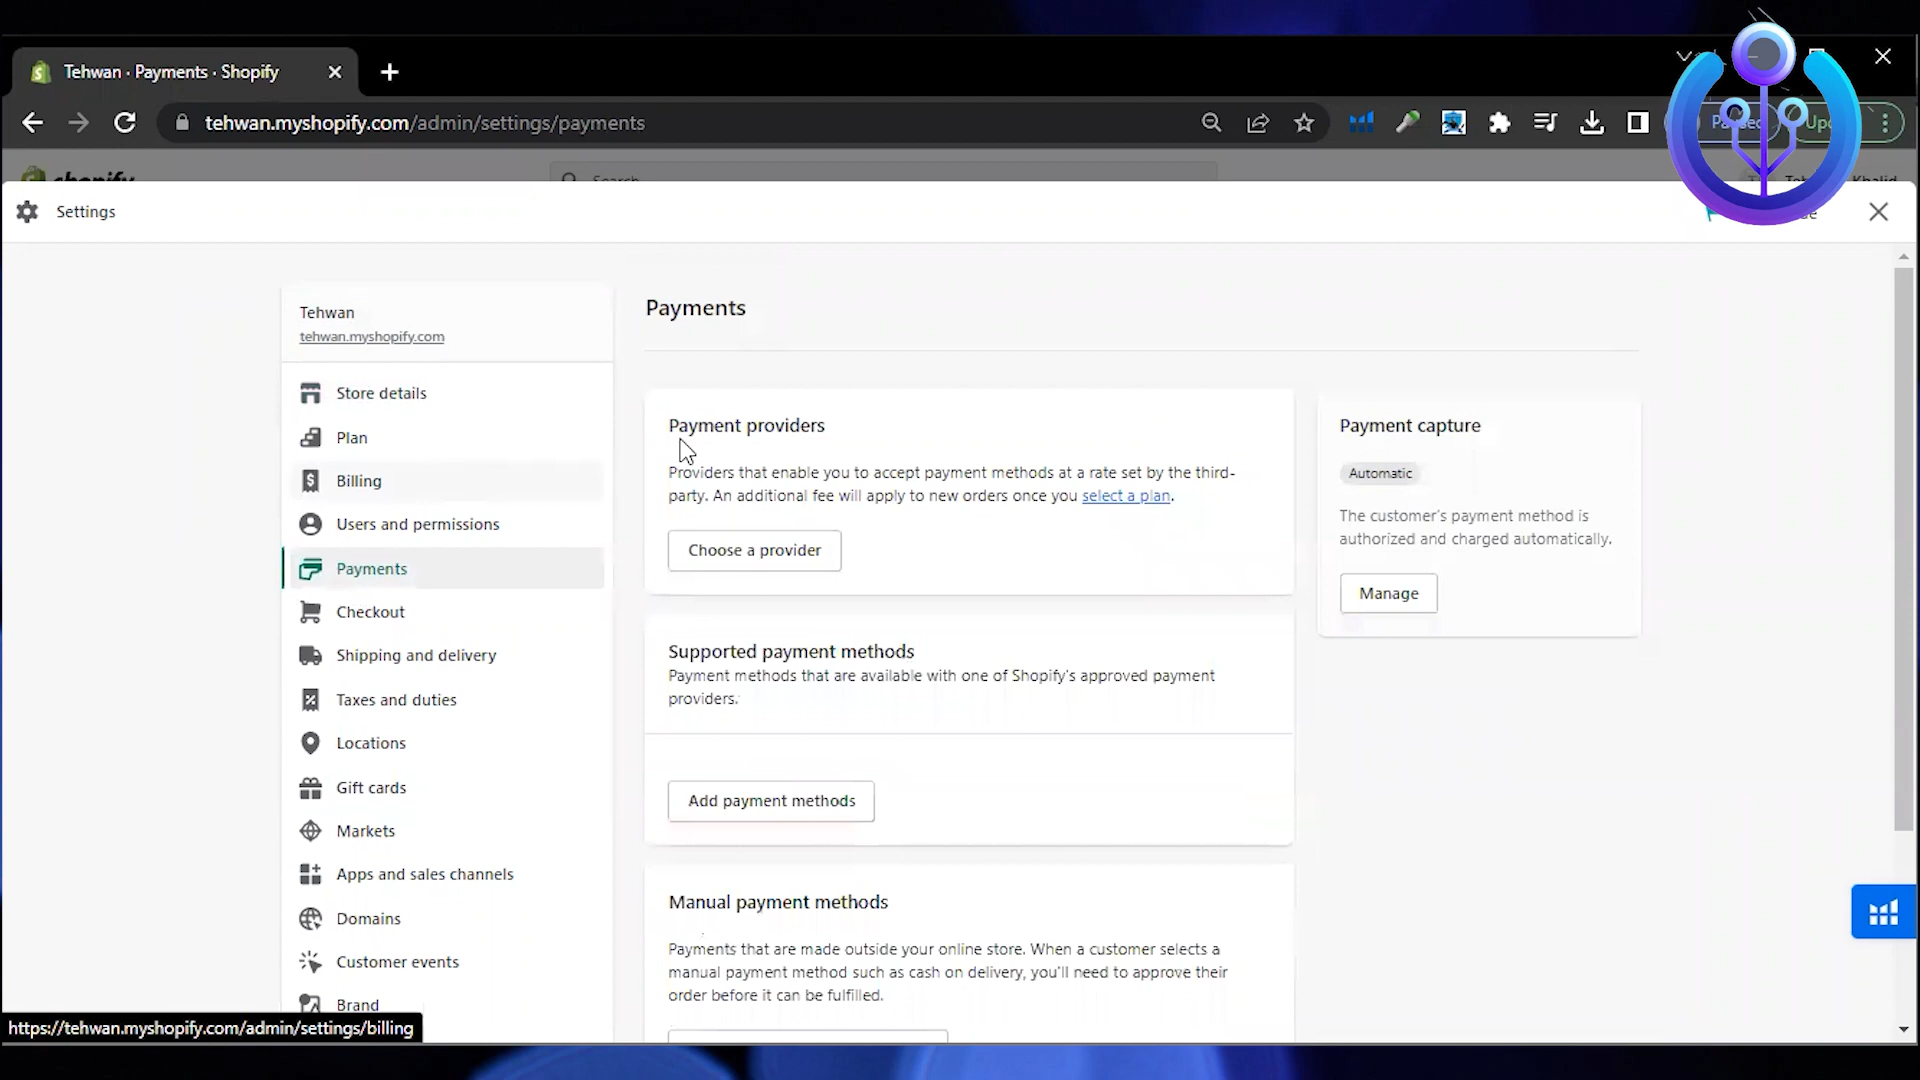 Tehwan · Payments · Shopify
tehwan.myshopify.com/admin/settings/payments
shopify
Search
Khalid
Settings
Tehwan
tehwan.myshopify.com
Store details
Plan
Billing
Users and permissions
Payments
Checkout
Shipping and delivery
Taxes and duties
Locations
Gift cards
Markets
Apps and sales channels
Domains
Customer events
Brand
Payments
Payment providers
Providers that enable you to accept payment methods at a rate set by the third-
party. An additional fee will apply to new orders once you select a plan.
Choose a provider
Supported payment methods
Payment methods that are available with one of Shopify's approved payment
providers.
Add payment methods
Manual payment methods
Payments that are made outside your online store. When a customer selects a
manual payment method such as cash on delivery, you'll need to approve their
order before it can be fulfilled.
Payment capture
Automatic
The customer's payment method is
authorized and charged automatically.
Manage
https://tehwan.myshopify.com/admin/settings/billing